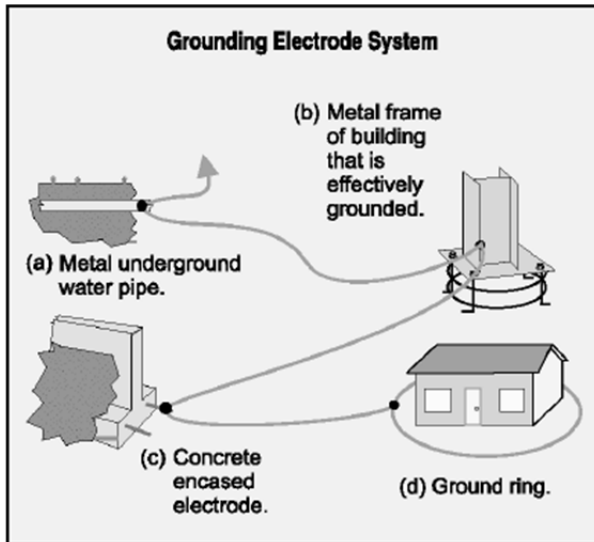 Grounding Electrode System
(b) Metal frame
of building
that is
effectively
grounded.
(a) Metal underground
water pipe.
(c) Concrete
encased
electrode.
(d) Ground ring.